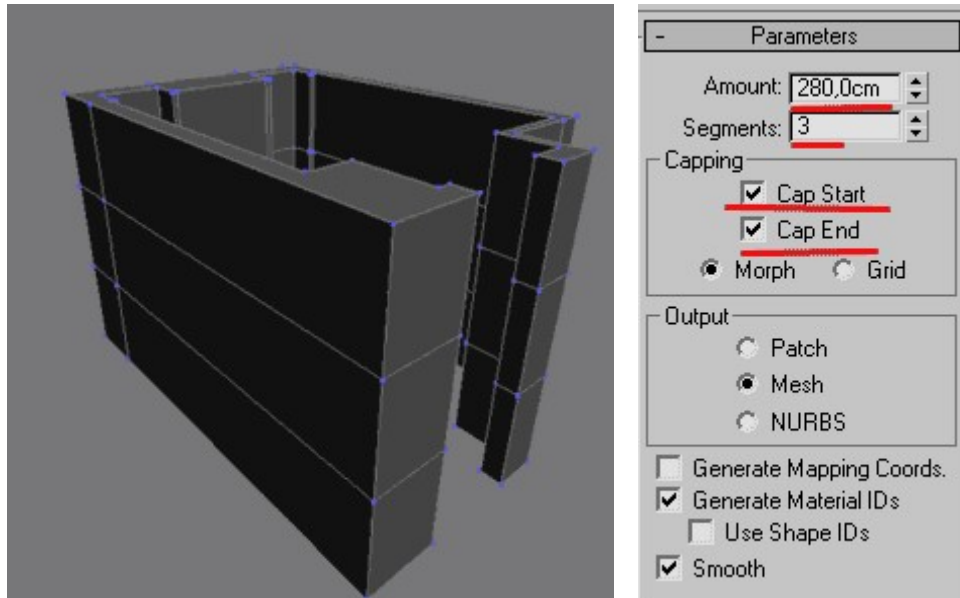 - Parameters
Amount: 280,0cm
Segments: 3
Capping
Cap Start
Cap End
Morph Grid
Output
Patch
Mesh
NURBS
Generate Mapping Coords.
Generate Material IDs
Use Shape IDs
Smooth